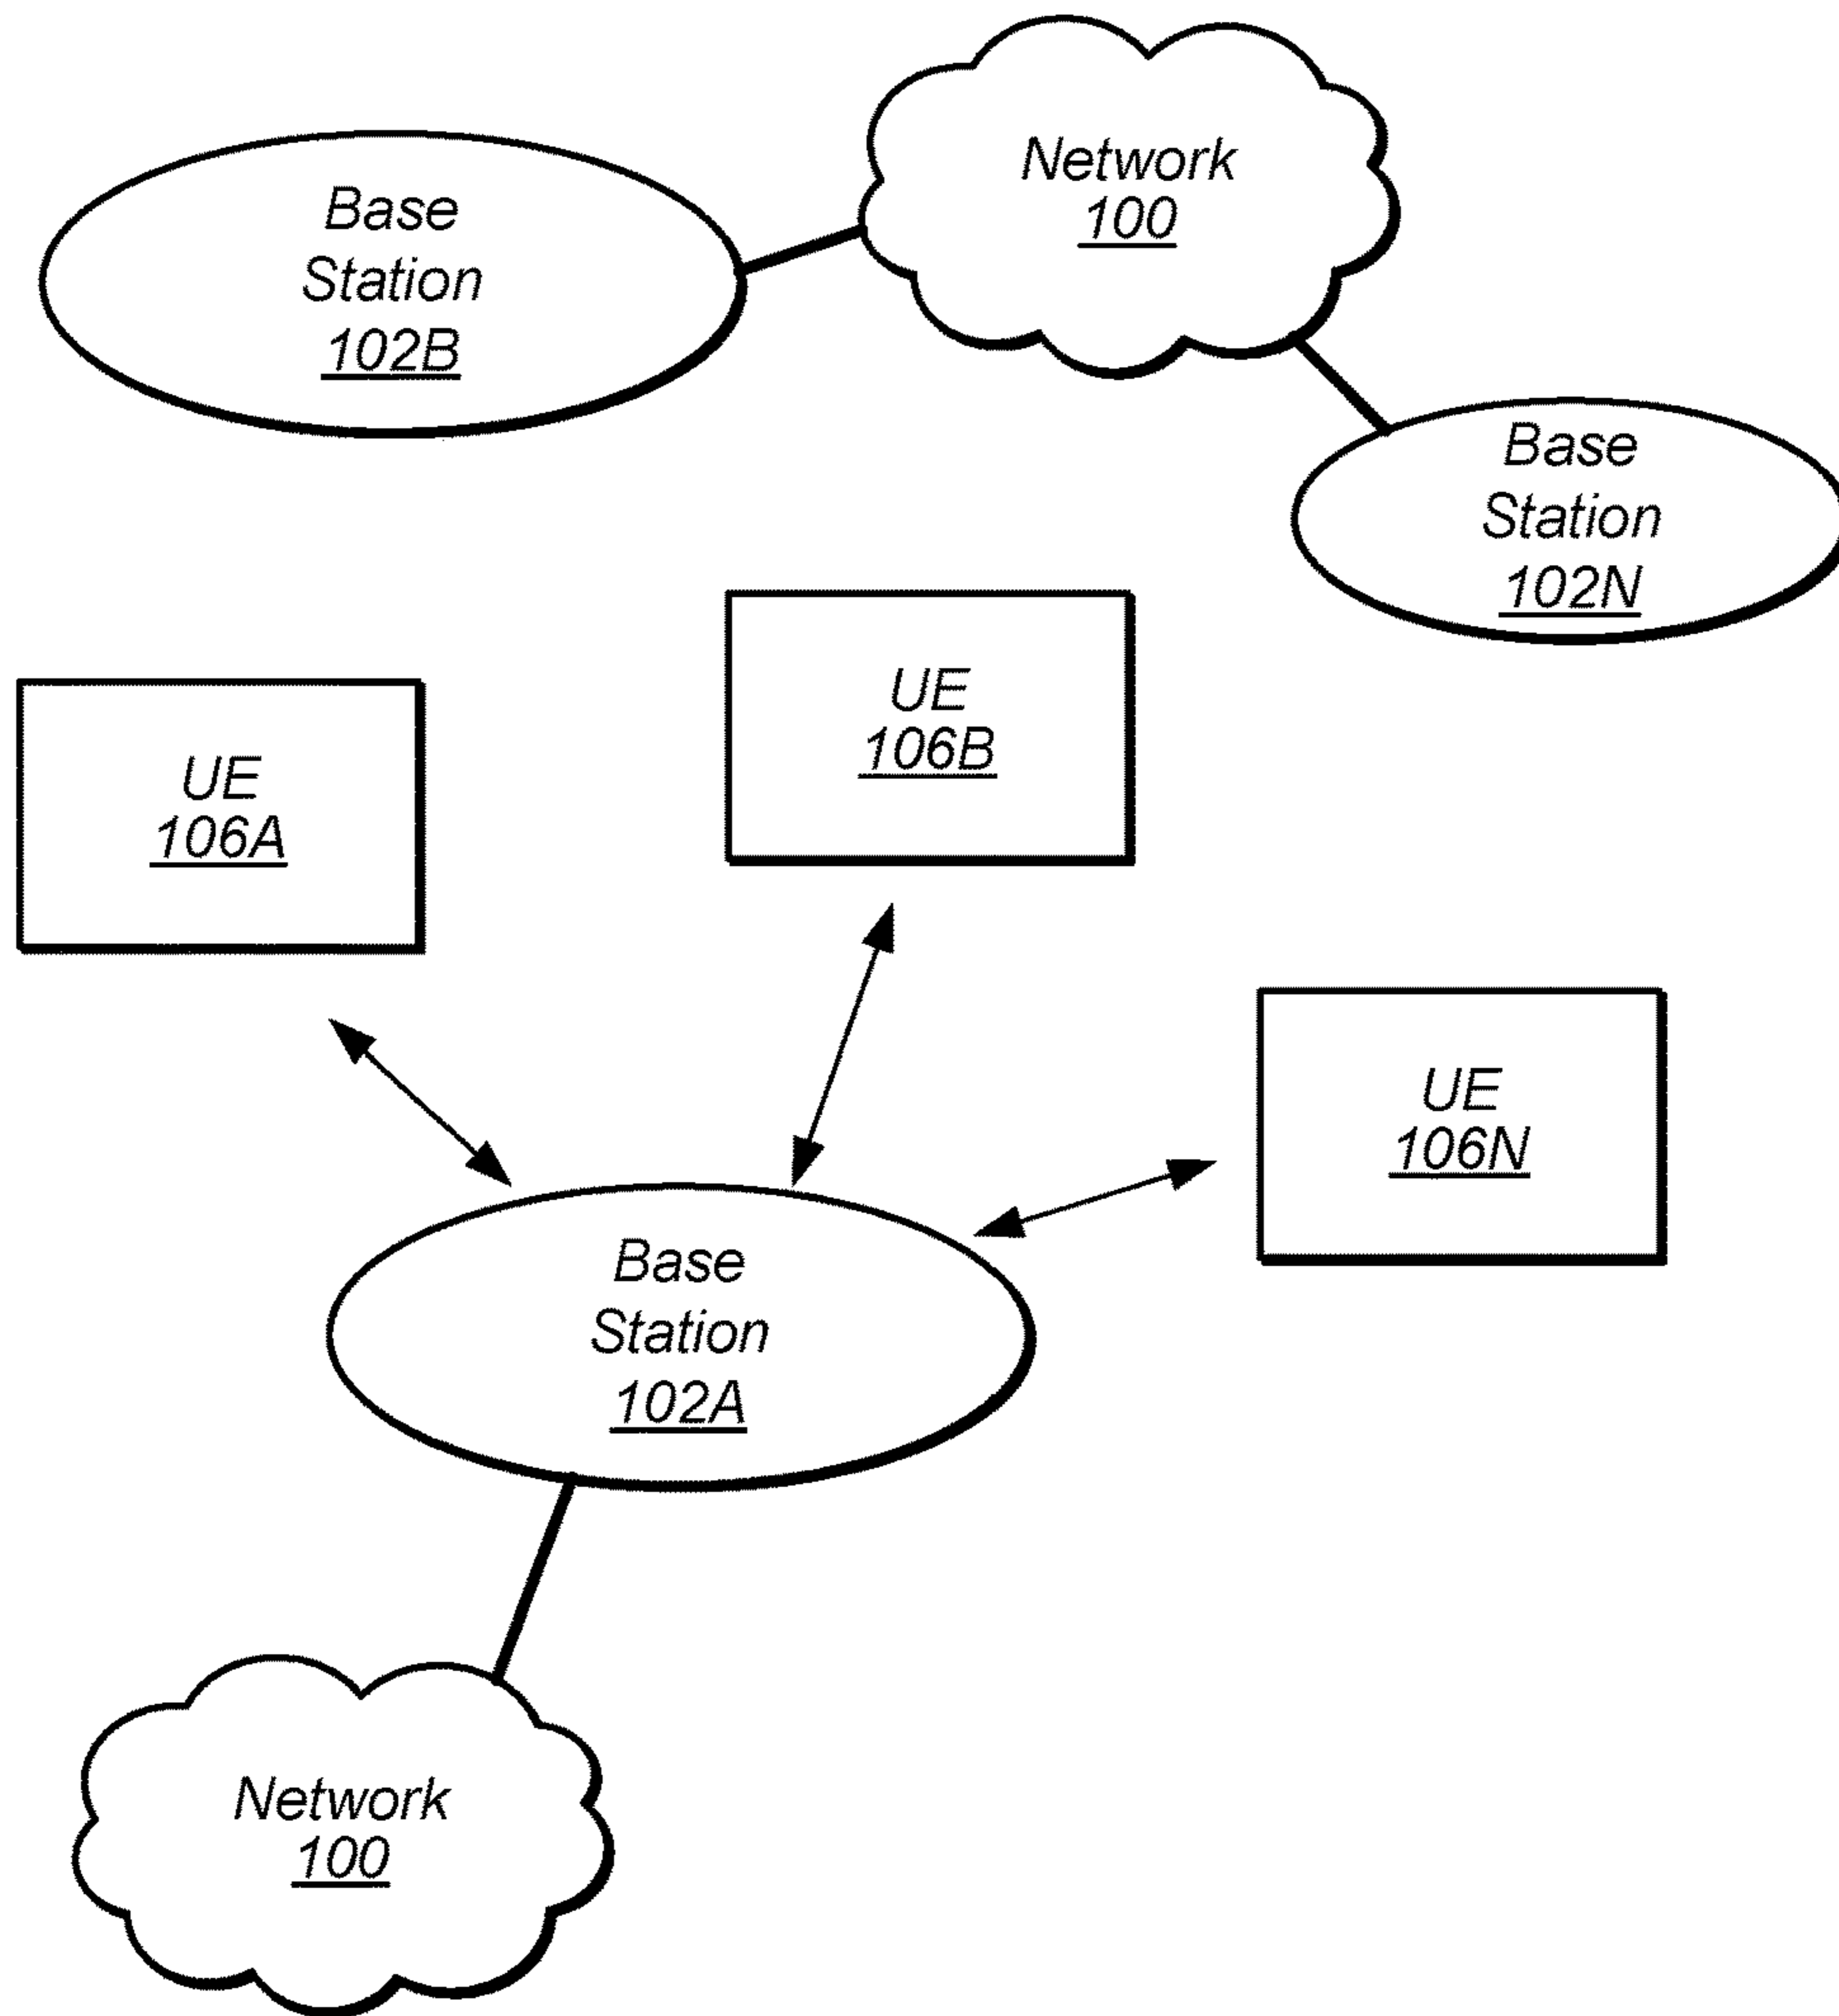 Network
100
Base
Station
102B
Base
Station
102N
UE
106B
UE
106A
UE
106N
Base
Station
102A
Network
100